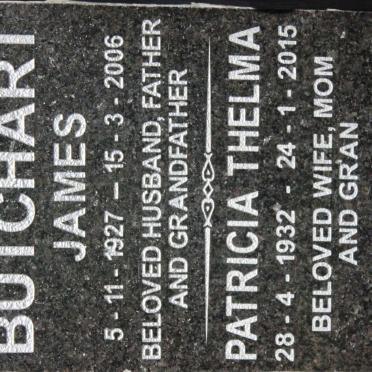 BUTCHART
JAMES
5 - 11 - 1927 - 15 - 3 - 2006
BELOVED HUSBAND, FATHER
AND GRANDFATHER
PATRICIA THELMA
28 - 4 - 1932 - 24 - 1 - 2015
BELOVED WIFE, MOM
AND GRAN